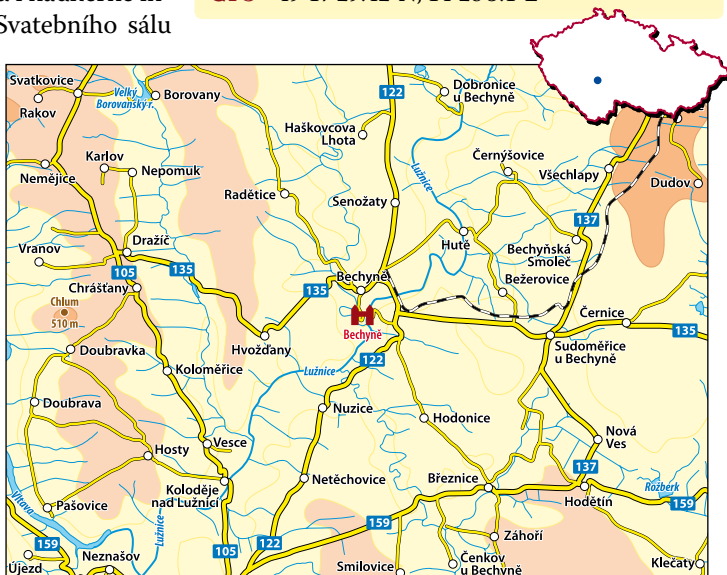 Svatebního sálu
Svatkovice
Rakov
Velký
Borovanský r.
Borovany
122
Dobronice
u Bechyně
Haškovcova
Lhota
Karlov
Nepomuk
Nemějice
Černýšovice
Všechlapy
Dudov
Lužnice
Radětice
Senožaty
137
Vranov
Dražíč
105
135
Hutě
Bechyňská
Smoleč
Chrášťany
Bechyně
135
Bežerovice
Chlum
510 m
Bechyně
Černice
135
Hvožďany
122
Sudoměřice
u Bechyně
Doubravka
Koloměřice
Lužnice
Doubrava
Nuzice
Hodonice
Nová
Ves
Vesce
Hosty
137
Netěchovice
Březnice
Hodětín
Rožberk
159
Koloděje
nad Lužnicí
Pašovice
Vltava
Lužnice
159
Záhoří
159
Neznašov
Újezd
105
122
Smilovice
Čenkov
u Bechyně
Klečaty